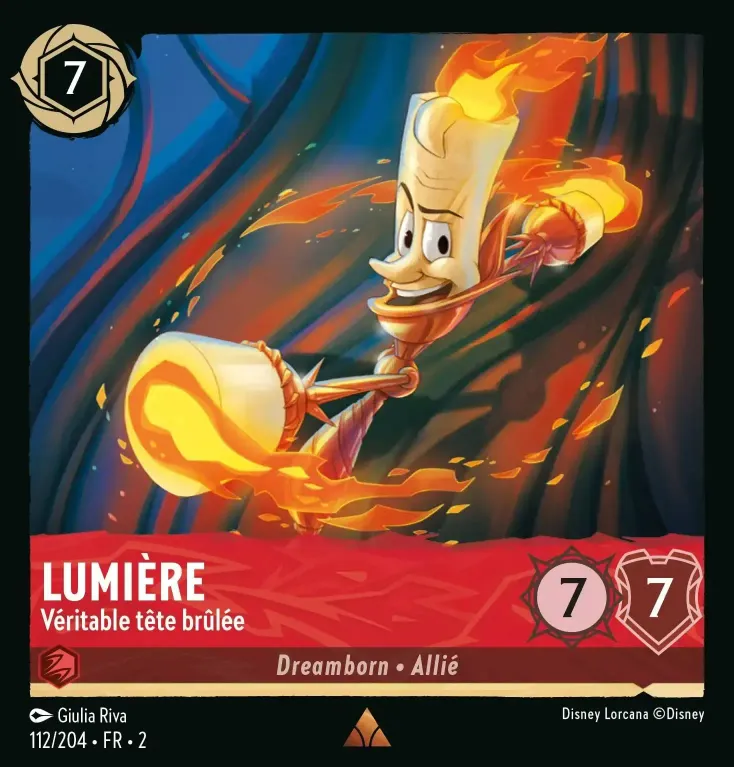 7
LUMIÈRE
Véritable tête brûlée
7 7
Dreamborn • Allié
Giulia Riva
Disney Lorcana ©Disney
112/204 • FR • 2